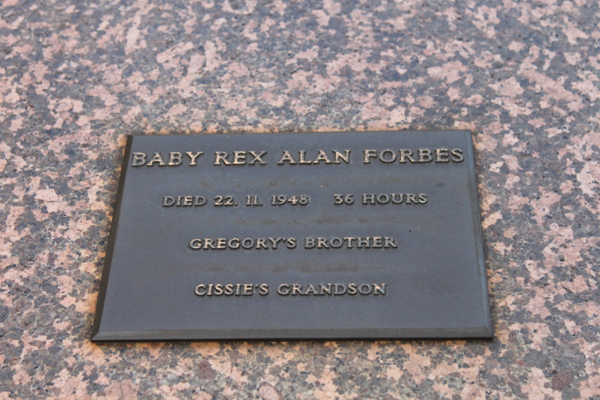 BABY REX ALAN FORBES
DIED 22. 11. 1948 36 HOURS
GREGORY'S BROTHER
CISSIE'S GRANDSON